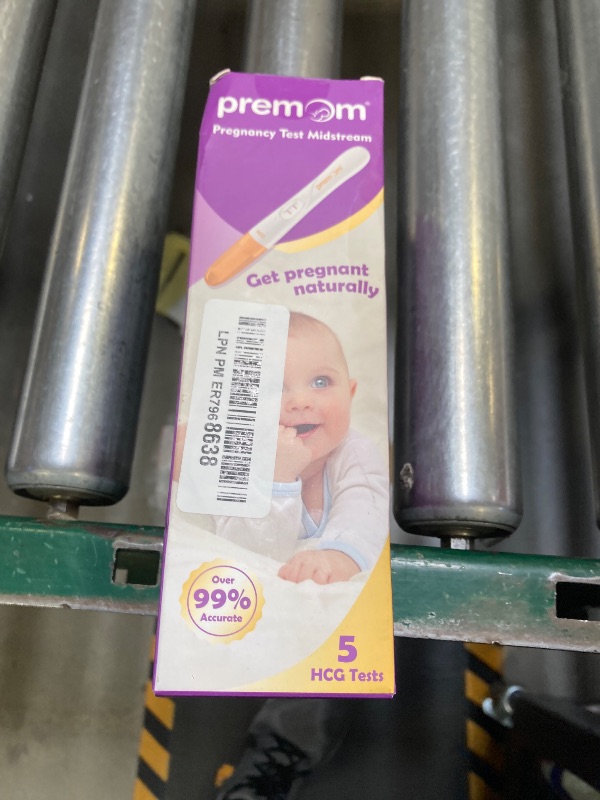 premom
Pregnancy Test Midstream
Get pregnant
naturally
LPN PM ER7968638
Over
99%
Accurate
5
HCG Tests